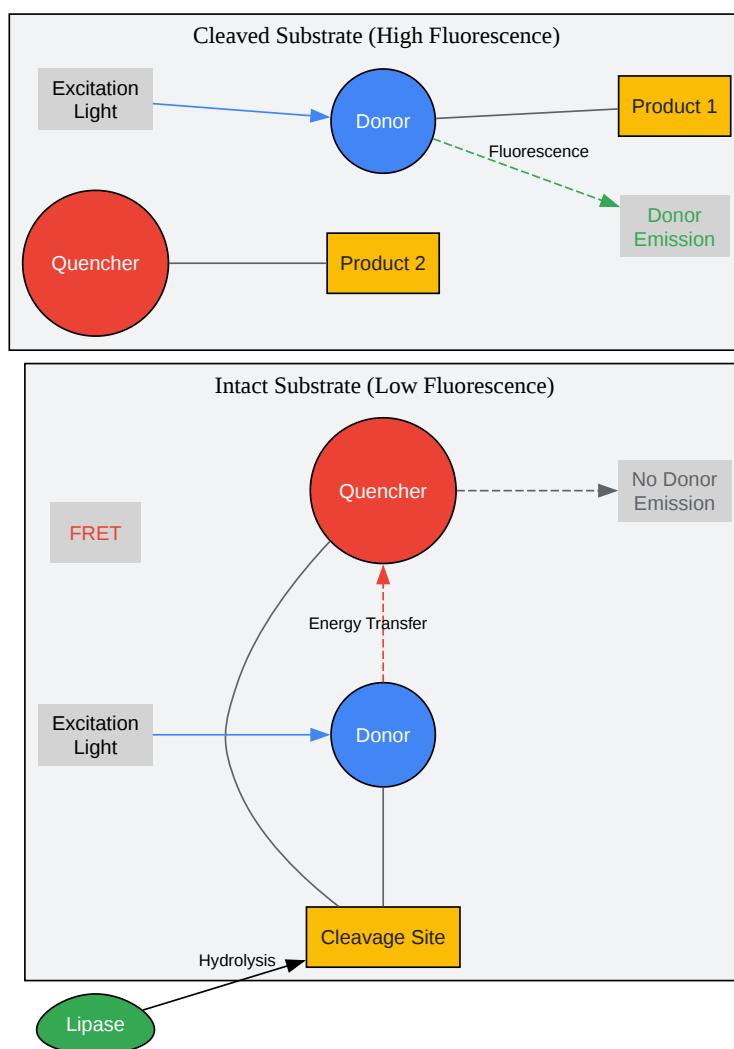 Cleaved Substrate (High Fluorescence)
Excitation
Light
Donor
Product 1
Fluorescence
Donor
Emission
Quencher
Product 2
Intact Substrate (Low Fluorescence)
Quencher
No Donor
Emission
FRET
Energy Transfer
Excitation
Light
Donor
Cleavage Site
Hydrolysis
Lipase